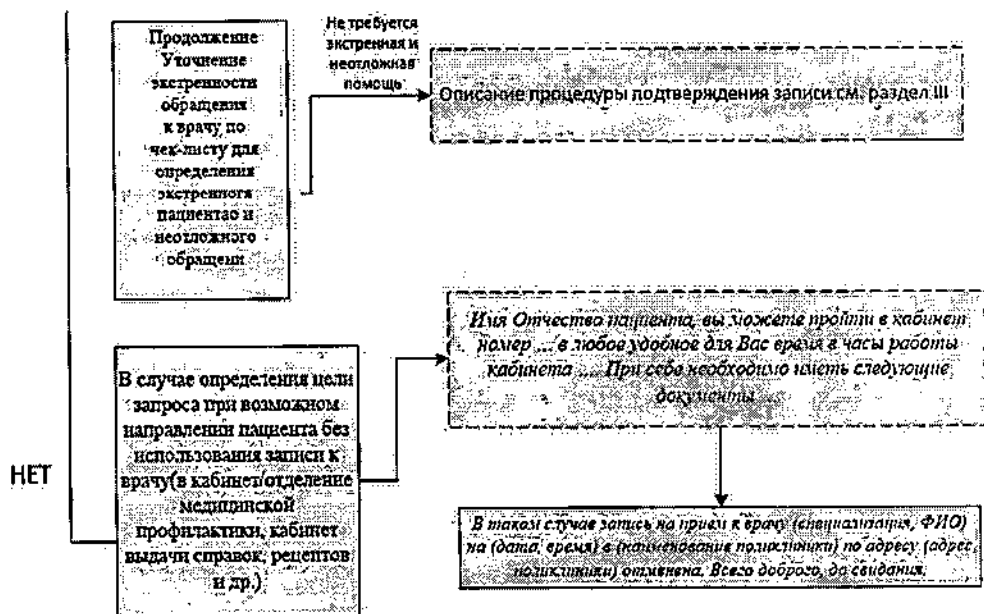 Продолжение
Уточнение
экстренности
обращения
к врачу по
чек-листу для
определения
экстренного
пациентао и
неотложного
обращени
Не требуется
экстренная и
неотложная
помощь
Описание процедуры подтверждения записи см. раздел III
Имя Отчество пациента, вы можете пройти в кабинет
номер ... в любое удобное для Вас время в часы работы
кабинета .... При себе необходимо иметь следующие
документы ...
НЕТ
В случае определения цели
запроса при возможном
направлении пациента без
использования записи к
врачу(в кабинет/отделение
медицинской
профилактики, кабинет
выдачи справок, рецептов
и др.)
В таком случае запись на прием к врачу (специализация, ФИО)
на (дата, время) в (наименование поликлиники) по адресу (адрес
поликлиники) отменена. Всего доброго, до свидания.